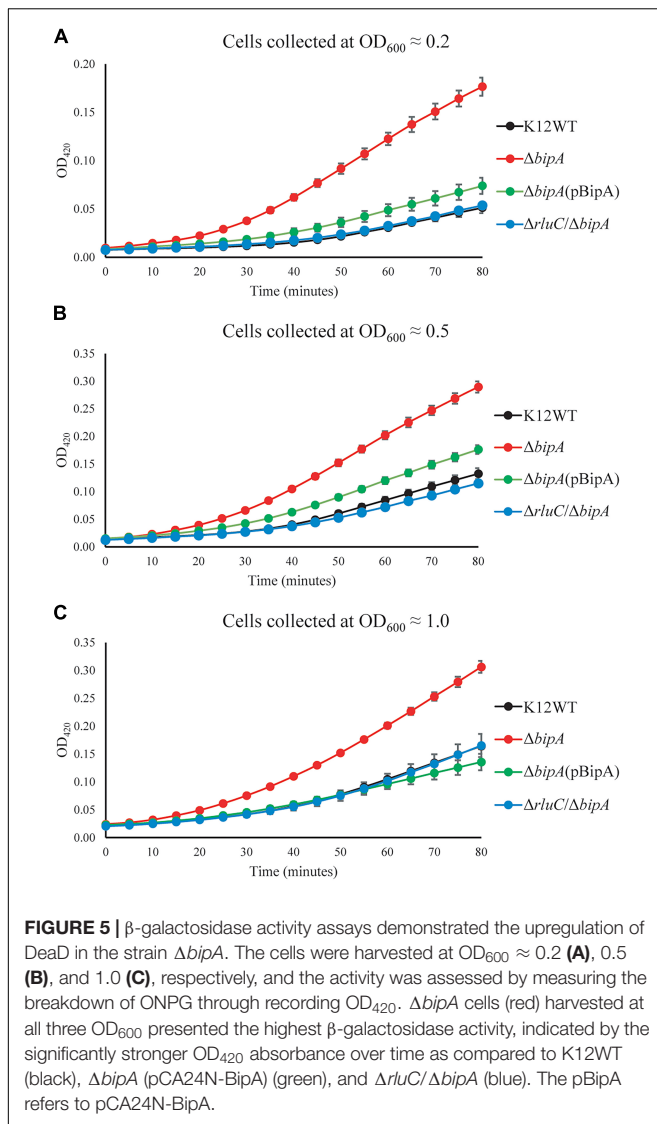 A
Cells collected at OD600 ≈ 0.2
OD420
0.20
0.15
0.10
0.05
0.00
0 10 20 30 40 50 60 70 80
Time (minutes)
K12WT
ΔbipA
ΔbipA(pBipA)
ΔrluC/ΔbipA
B
Cells collected at OD600 ≈ 0.5
OD420
0.35
0.30
0.25
0.20
0.15
0.10
0.05
0.00
0 10 20 30 40 50 60 70 80
Time (minutes)
K12WT
ΔbipA
ΔbipA(pBipA)
ΔrluC/ΔbipA
C
Cells collected at OD600 ≈ 1.0
OD420
0.35
0.30
0.25
0.20
0.15
0.10
0.05
0.00
0 10 20 30 40 50 60 70 80
Time (minutes)
K12WT
ΔbipA
ΔbipA(pBipA)
ΔrluC/ΔbipA
FIGURE 5 | β-galactosidase activity assays demonstrated the upregulation of
DeaD in the strain ΔbipA. The cells were harvested at OD600 ≈ 0.2 (A), 0.5
(B), and 1.0 (C), respectively, and the activity was assessed by measuring the
breakdown of ONPG through recording OD420. ΔbipA cells (red) harvested at
all three OD600 presented the highest β-galactosidase activity, indicated by the
significantly stronger OD420 absorbance over time as compared to K12WT
(black), ΔbipA (pCA24N-BipA) (green), and ΔrluC/ΔbipA (blue). The pBipA
refers to pCA24N-BipA.